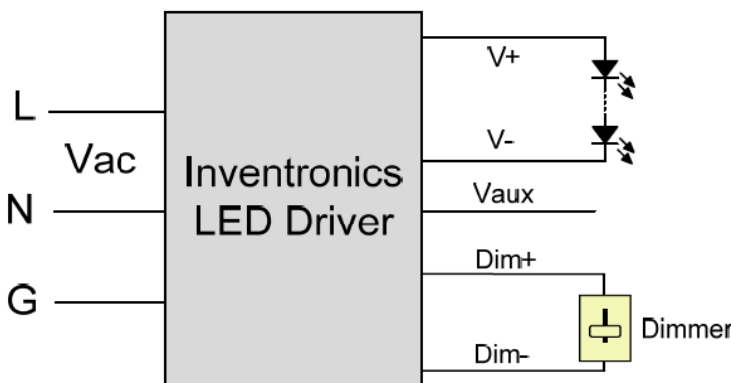 L
Vac
N
G
Inventronics
LED Driver
V+
V-
Vaux
Dim+
Dim-
Dimmer